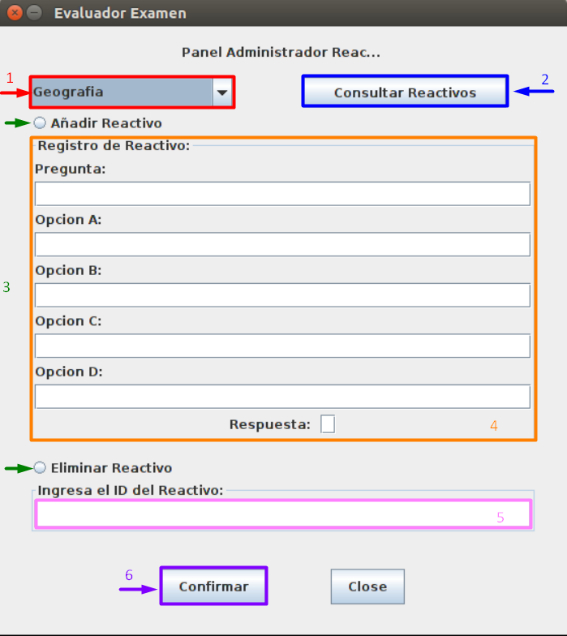 Evaluador Examen
Panel Administrador Reac...
1
Geografia
Consultar Reactivos
2
Añadir Reactivo
Registro de Reactivo:
Pregunta:
Opcion A:
Opcion B:
3
Opcion C:
Opcion D:
Respuesta:
4
Eliminar Reactivo
Ingresa el ID del Reactivo:
5
6
Confirmar
Close